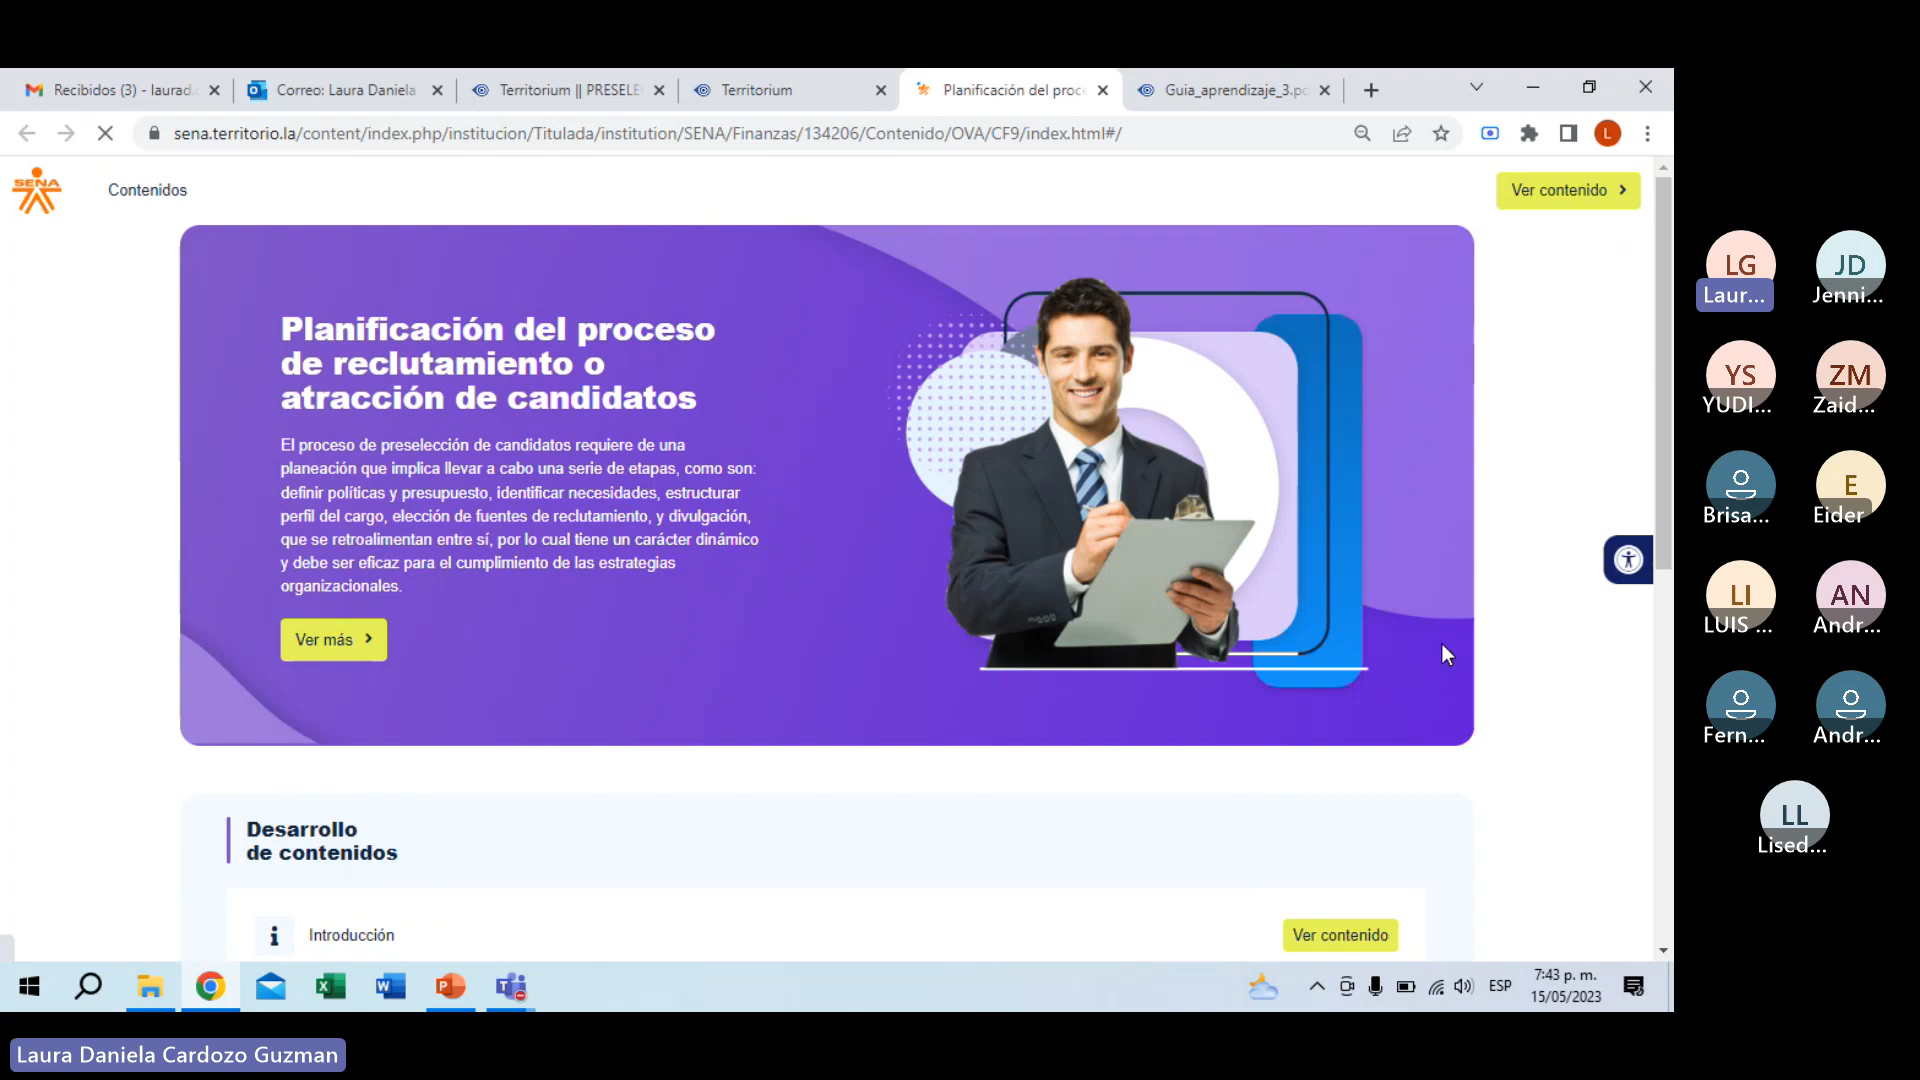 Recibidos (3) - laurad.
Correo: Laura Daniela
Territorium || PRESELE
Territorium
Planificación del proce
Guia_aprendizaje_3.p
sena.territorio.la/content/index.php/institucion/Titulada/institution/SENA/Finanzas/134206/Contenido/OVA/CF9/index.html#/
L
SENA
Contenidos
Ver contenido
Planificación del proceso
de reclutamiento o
atracción de candidatos
El proceso de preselección de candidatos requiere de una
planeación que implica llevar a cabo una serie de etapas, como son:
definir políticas y presupuesto, identificar necesidades, estructurar
perfil del cargo, elección de fuentes de reclutamiento, y divulgación,
que se retroalimentan entre sí, por lo cual tiene un carácter dinámico
y debe ser eficaz para el cumplimiento de las estrategias
organizacionales.
Ver más
Desarrollo
de contenidos
Introducción
Ver contenido
ESP
7:43 p. m.
15/05/2023
LG
Laur...
JD
Jenni...
YS
YUDI...
ZM
Zaid...
Brisa...
E
Eider
LI
LUIS ...
AN
Andr...
Fern...
Andr...
LL
Lised...
Laura Daniela Cardozo Guzman